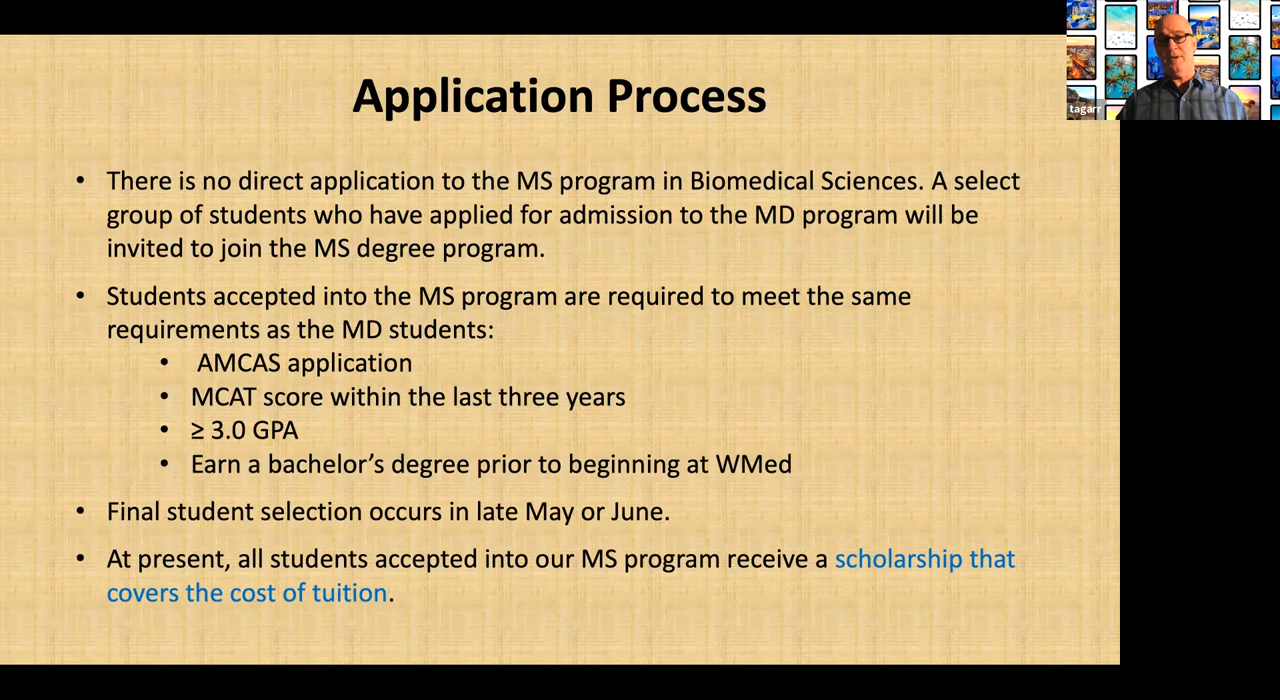 Application Process
• There is no direct application to the MS program in Biomedical Sciences. A select
group of students who have applied for admission to the MD program will be
invited to join the MS degree program.
• Students accepted into the MS program are required to meet the same
requirements as the MD students:
• AMCAS application
• MCAT score within the last three years
• ≥ 3.0 GPA
• Earn a bachelor’s degree prior to beginning at WMed
• Final student selection occurs in late May or June.
• At present, all students accepted into our MS program receive a scholarship that
covers the cost of tuition.
tagarr